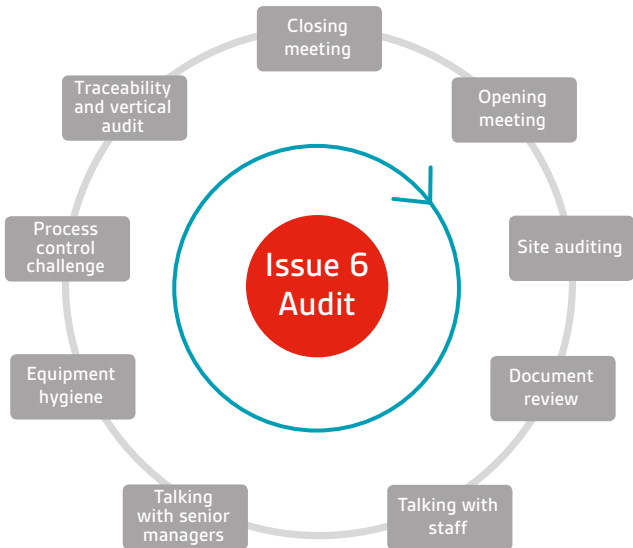 Closing
meeting
Opening
meeting
Site auditing
Document
review
Talking with
staff
Talking
with senior
managers
Equipment
hygiene
Process
control
challenge
Traceability
and vertical
audit
Issue 6
Audit